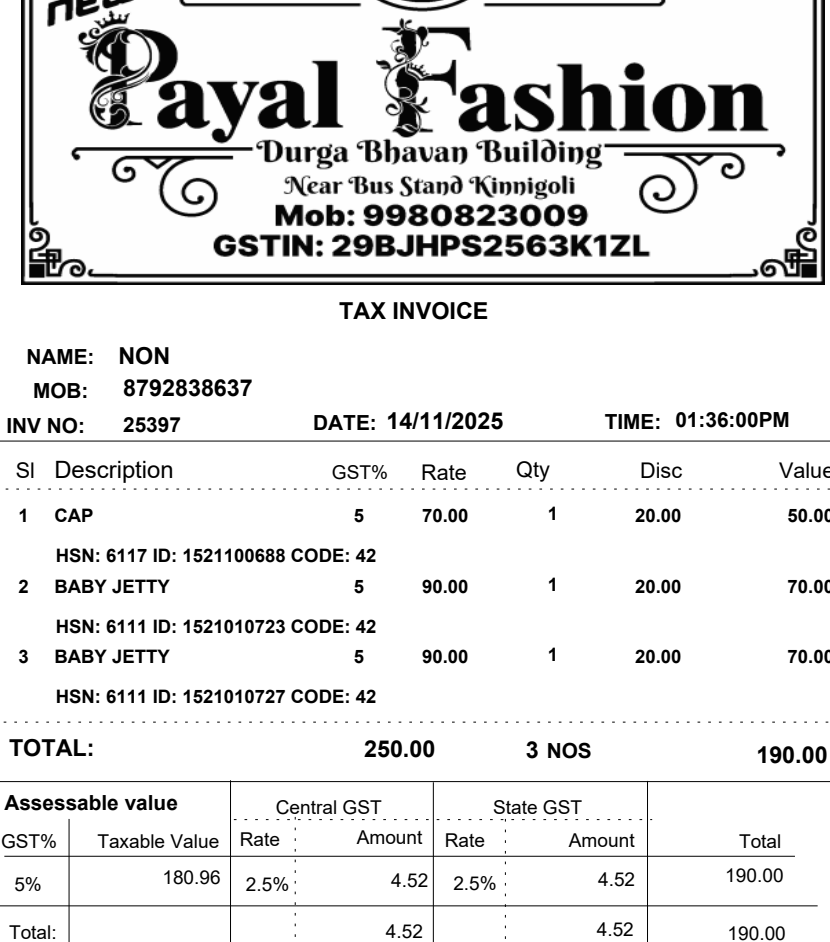 new
Payal Fashion
Durga Bhavan Building
Near Bus Stand Kinnigoli
Mob: 9980823009
GSTIN: 29BJHPS2563K1ZL
TAX INVOICE
NAME: NON
MOB: 8792838637
INV NO: 25397 DATE: 14/11/2025 TIME: 01:36:00PM
Sl Description GST% Rate Qty Disc Value
1 CAP 5 70.00 1 20.00 50.00
HSN: 6117 ID: 1521100688 CODE: 42
2 BABY JETTY 5 90.00 1 20.00 70.00
HSN: 6111 ID: 1521010723 CODE: 42
3 BABY JETTY 5 90.00 1 20.00 70.00
HSN: 6111 ID: 1521010727 CODE: 42
TOTAL: 250.00 3 NOS 190.00
Assessable value Central GST State GST
GST% Taxable Value Rate Amount Rate Amount Total
5% 180.96 2.5% 4.52 2.5% 4.52 190.00
Total: 4.52 4.52 190.00